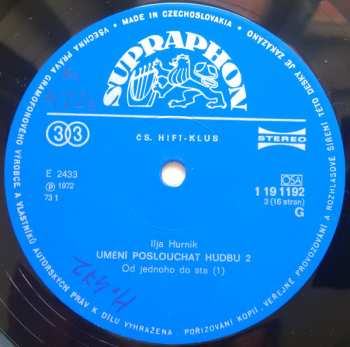 MADE IN CZECHOSLOVAKIA • VŠECHNA PRÁVA GRAMOFONOVÉHO VÝROBCE A VLASTNÍKŮ AUTORSKÝCH PRÁV K DÍLU VYHRAŽENA • POŘIZOVÁNÍ KOPIÍ, VEŘEJNÉ PROVOZOVÁNÍ A ROZHLASOVÉ ŠÍŘENÍ TÉTO DESKY JE ZAKÁZÁNO
SUPRAPHON
33
ČS. HIFI-KLUB
STEREO
E 2433
Ⓟ 1972
73 1
OSA
1 19 1192
3 (16 stran)
G
Ilja Hurník
UMĚNÍ POSLOUCHAT HUDBU 2
Od jednoho do sta (1)